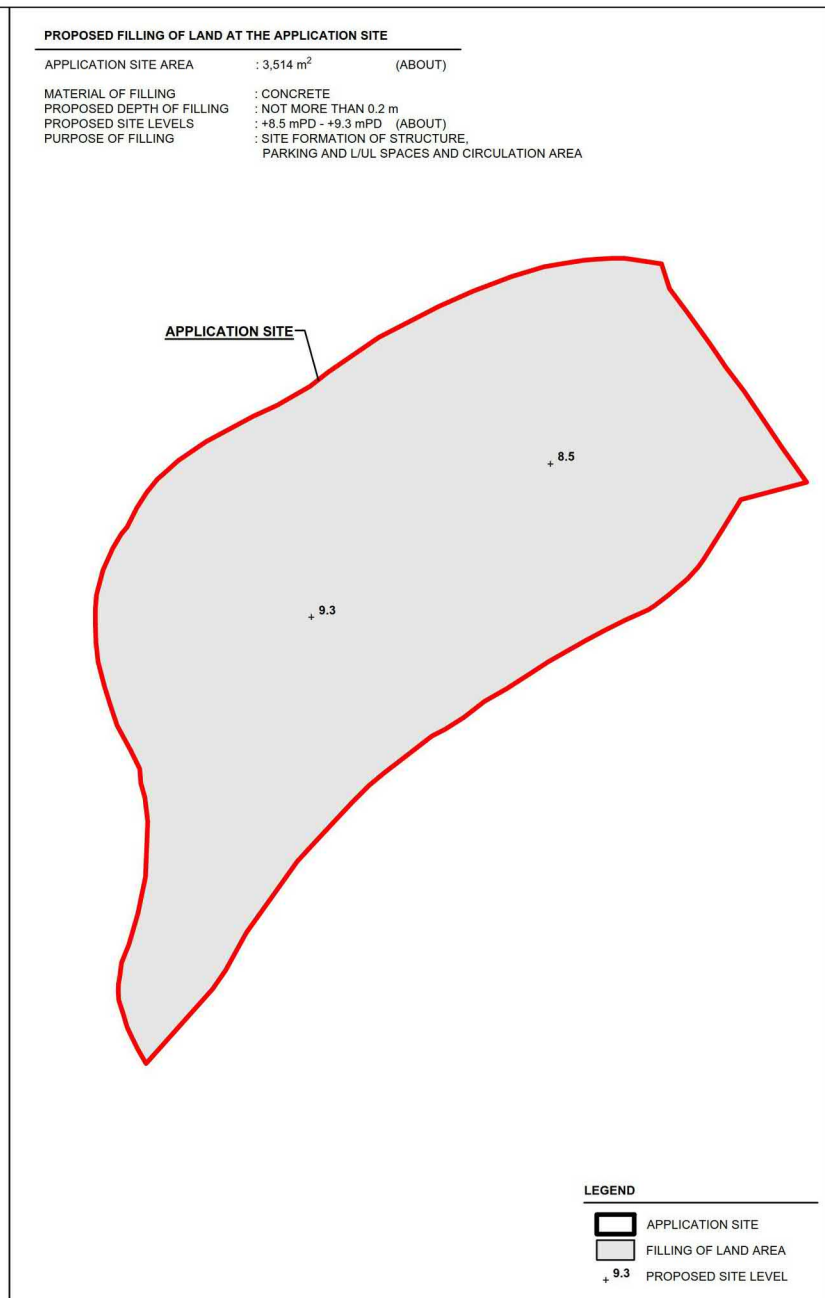 PROPOSED FILLING OF LAND AT THE APPLICATION SITE
APPLICATION SITE AREA : 3,514 m² (ABOUT)
MATERIAL OF FILLING : CONCRETE
PROPOSED DEPTH OF FILLING : NOT MORE THAN 0.2 m
PROPOSED SITE LEVELS : +8.5 mPD - +9.3 mPD (ABOUT)
PURPOSE OF FILLING : SITE FORMATION OF STRUCTURE,
PARKING AND L/UL SPACES AND CIRCULATION AREA
APPLICATION SITE
+ 8.5
+ 9.3
LEGEND
APPLICATION SITE
FILLING OF LAND AREA
+ 9.3 PROPOSED SITE LEVEL